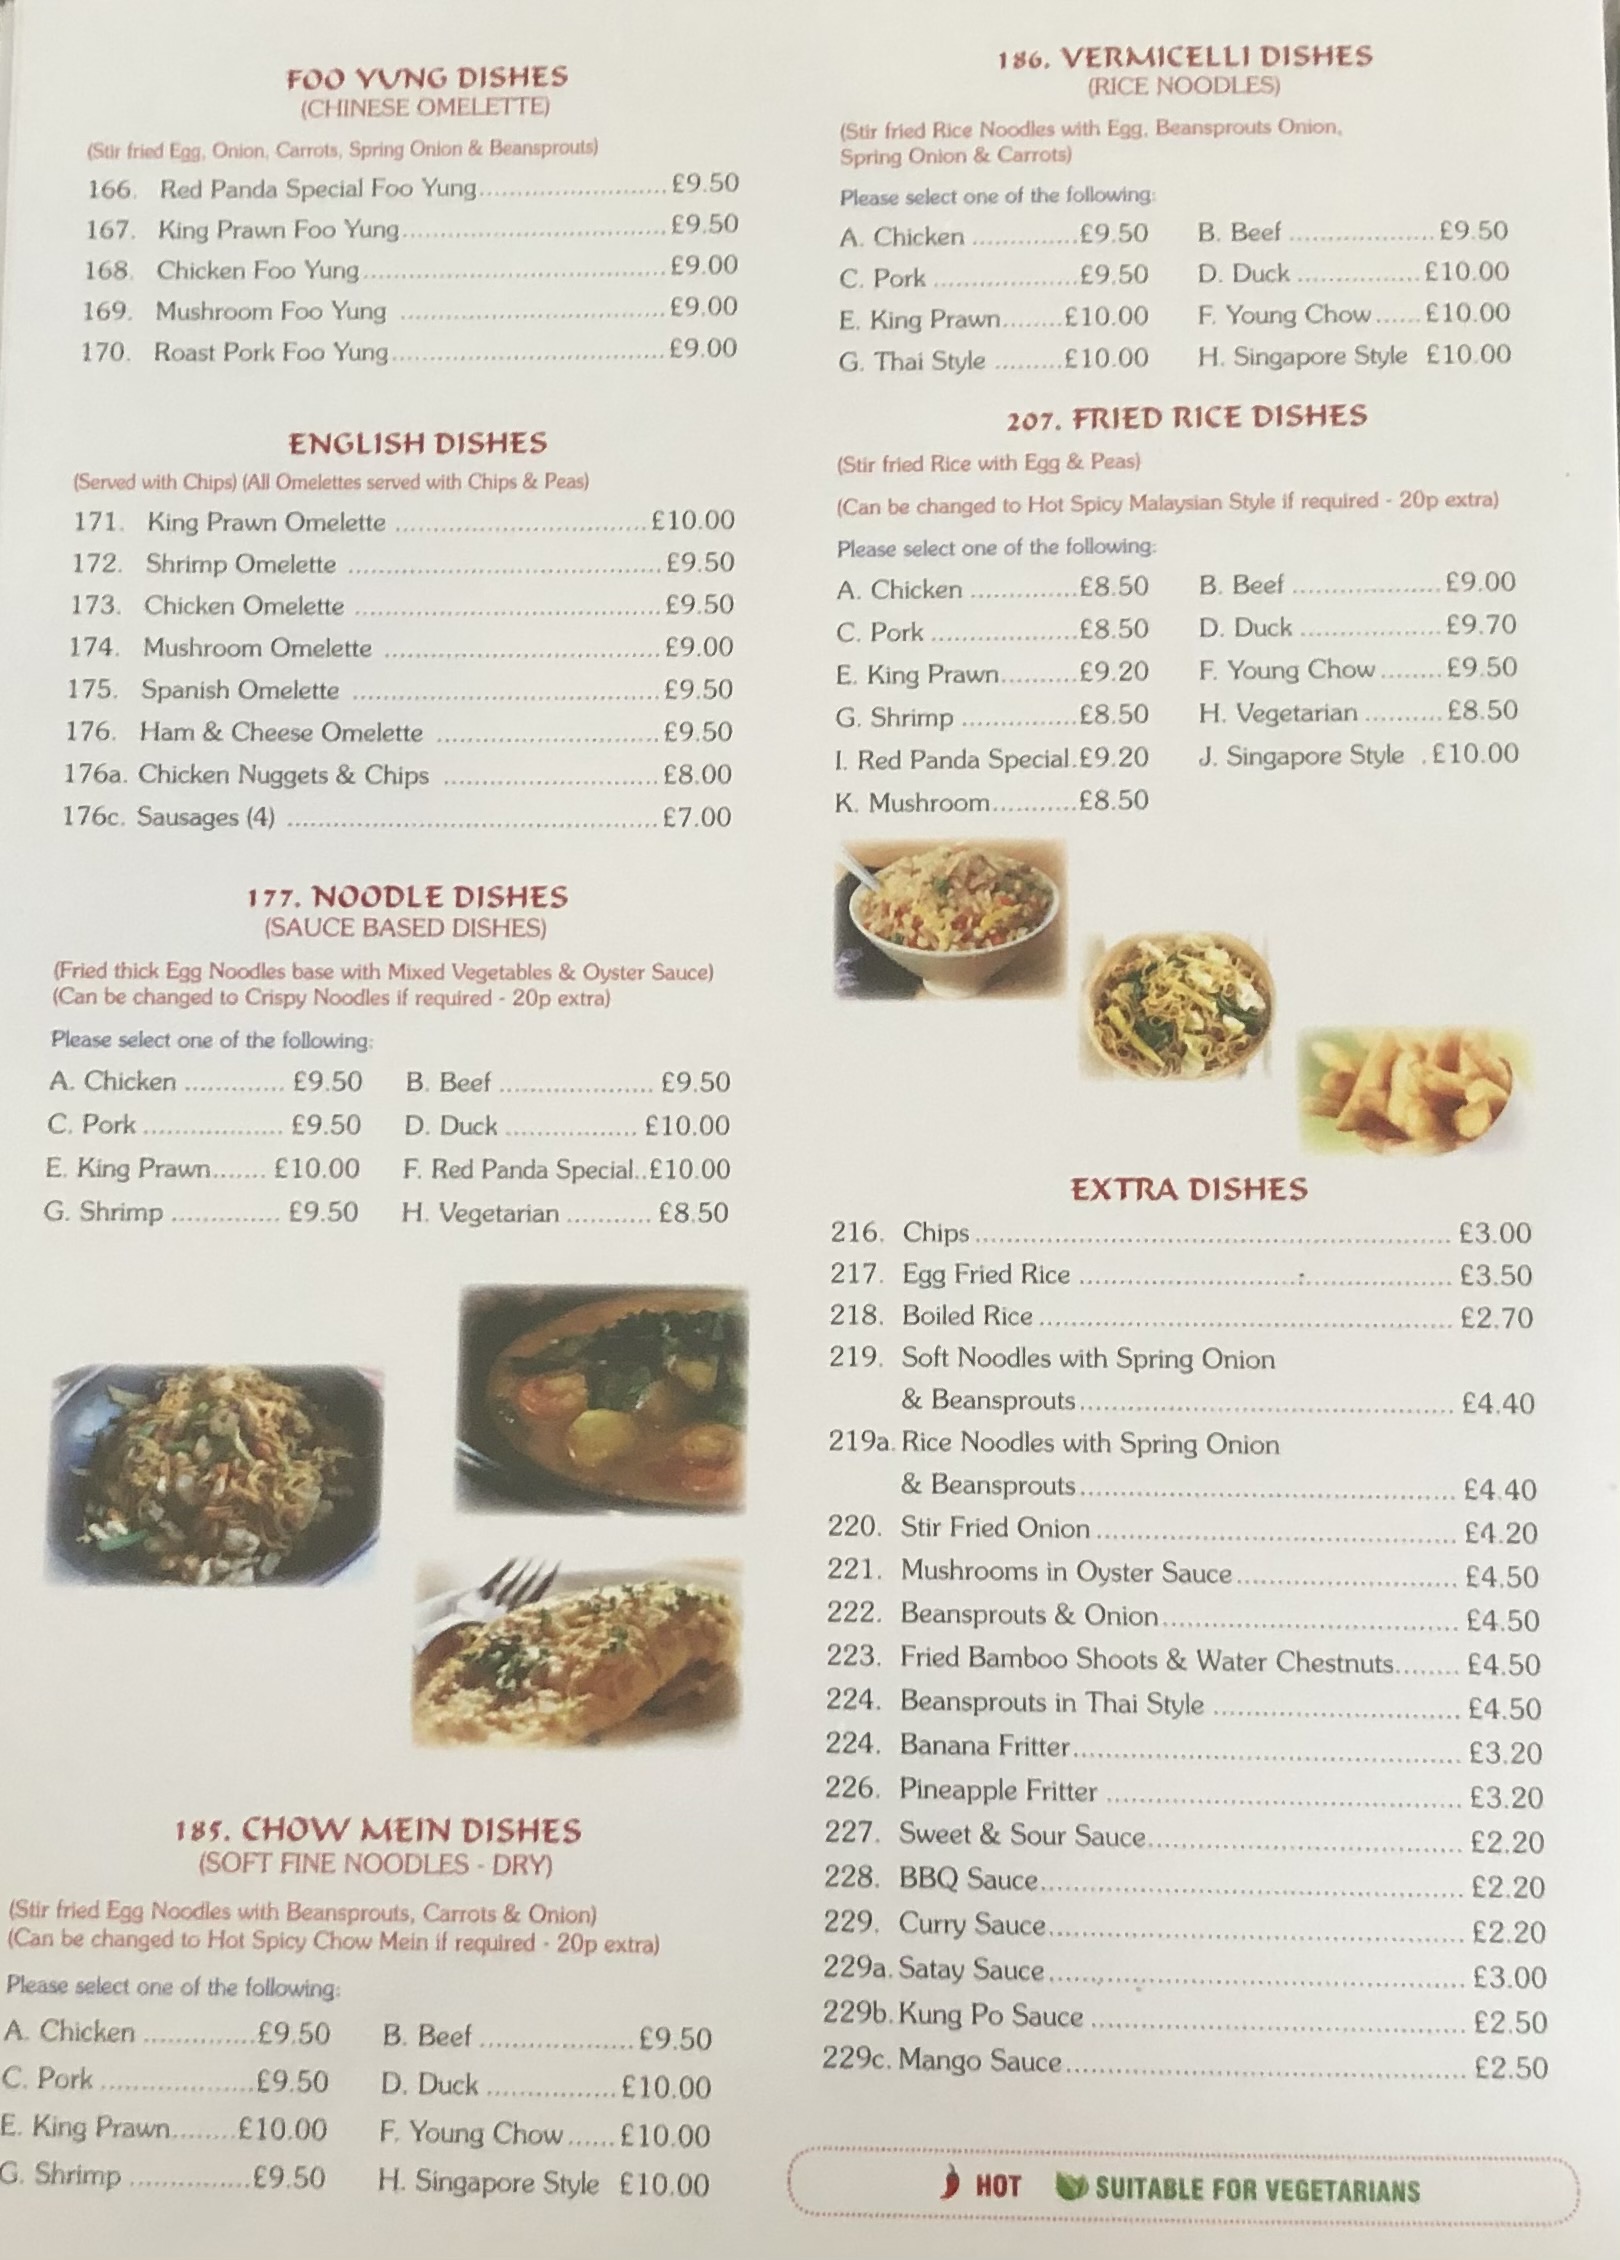 FOO YUNG DISHES
(CHINESE OMELETTE)
(Stir fried Egg, Onion, Carrots, Spring Onion & Beansprouts)
166. Red Panda Special Foo Yung........................£9.50
167. King Prawn Foo Yung..................................£9.50
168. Chicken Foo Yung.......................................£9.00
169. Mushroom Foo Yung ..................................£9.00
170. Roast Pork Foo Yung...................................£9.00
ENGLISH DISHES
(Served with Chips) (All Omelettes served with Chips & Peas)
171. King Prawn Omelette ................................£10.00
172. Shrimp Omelette ........................................£9.50
173. Chicken Omelette .......................................£9.50
174. Mushroom Omelette ...................................£9.00
175. Spanish Omelette .......................................£9.50
176. Ham & Cheese Omelette ............................£9.50
176a. Chicken Nuggets & Chips ...........................£8.00
176c. Sausages (4) ...............................................£7.00
177. NOODLE DISHES
(SAUCE BASED DISHES)
(Fried thick Egg Noodles base with Mixed Vegetables & Oyster Sauce)
(Can be changed to Crispy Noodles if required - 20p extra)
Please select one of the following:
A. Chicken ............. £9.50 B. Beef .................... £9.50
C. Pork .................. £9.50 D. Duck ................. £10.00
E. King Prawn....... £10.00 F. Red Panda Special..£10.00
G. Shrimp .............. £9.50 H. Vegetarian ........... £8.50
185. CHOW MEIN DISHES
(SOFT FINE NOODLES - DRY)
(Stir fried Egg Noodles with Beansprouts, Carrots & Onion)
(Can be changed to Hot Spicy Chow Mein if required - 20p extra)
Please select one of the following:
A. Chicken ..............£9.50 B. Beef ....................£9.50
C. Pork ....................£9.50 D. Duck .................£10.00
E. King Prawn........£10.00 F. Young Chow......£10.00
G. Shrimp ...............£9.50 H. Singapore Style £10.00
186. VERMICELLI DISHES
(RICE NOODLES)
(Stir fried Rice Noodles with Egg, Beansprouts Onion,
Spring Onion & Carrots)
Please select one of the following:
A. Chicken ..............£9.50 B. Beef ...................£9.50
C. Pork ...................£9.50 D. Duck ................£10.00
E. King Prawn........£10.00 F. Young Chow......£10.00
G. Thai Style .........£10.00 H. Singapore Style £10.00
207. FRIED RICE DISHES
(Stir fried Rice with Egg & Peas)
(Can be changed to Hot Spicy Malaysian Style if required - 20p extra)
Please select one of the following:
A. Chicken ..............£8.50 B. Beef ...................£9.00
C. Pork ...................£8.50 D. Duck ..................£9.70
E. King Prawn..........£9.20 F. Young Chow........£9.50
G. Shrimp ...............£8.50 H. Vegetarian ..........£8.50
I. Red Panda Special.£9.20 J. Singapore Style .£10.00
K. Mushroom...........£8.50
EXTRA DISHES
216. Chips.............................................................. £3.00
217. Egg Fried Rice ................................................ £3.50
218. Boiled Rice...................................................... £2.70
219. Soft Noodles with Spring Onion
& Beansprouts................................................. £4.40
219a. Rice Noodles with Spring Onion
& Beansprouts................................................. £4.40
220. Stir Fried Onion ............................................... £4.20
221. Mushrooms in Oyster Sauce............................. £4.50
222. Beansprouts & Onion....................................... £4.50
223. Fried Bamboo Shoots & Water Chestnuts........ £4.50
224. Beansprouts in Thai Style ................................ £4.50
224. Banana Fritter.................................................. £3.20
226. Pineapple Fritter .............................................. £3.20
227. Sweet & Sour Sauce......................................... £2.20
228. BBQ Sauce...................................................... £2.20
229. Curry Sauce..................................................... £2.20
229a. Satay Sauce..................................................... £3.00
229b. Kung Po Sauce ................................................ £2.50
229c. Mango Sauce................................................... £2.50
HOT SUITABLE FOR VEGETARIANS